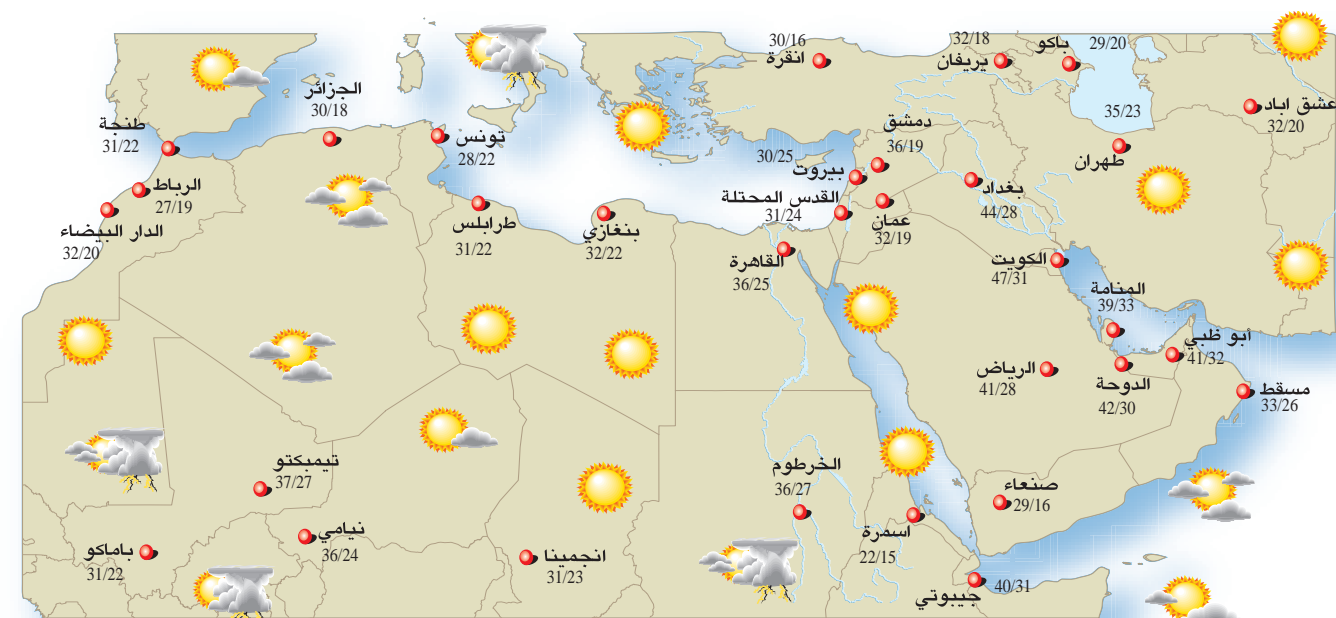 30/16
انقرة
32/18
يريفان
باكو
29/20
عشق اباد
32/20
35/23
طهران
الجزائر
30/18
طنجة
31/22
تونس
28/22
دمشق
36/19
30/25
بيروت
الرباط
27/19
القدس المحتلة
31/24
بغداد
44/28
الدار البيضاء
32/20
طرابلس
31/22
بنغازي
32/22
عمان
32/19
القاهرة
36/25
الكويت
47/31
المنامة
39/33
أبو ظبي
41/32
الرياض
41/28
الدوحة
42/30
مسقط
33/26
تيمبكتو
37/27
الخرطوم
36/27
صنعاء
29/16
نيامي
36/24
اسمرة
22/15
باماكو
31/22
انجمينا
31/23
40/31
جيبوتي